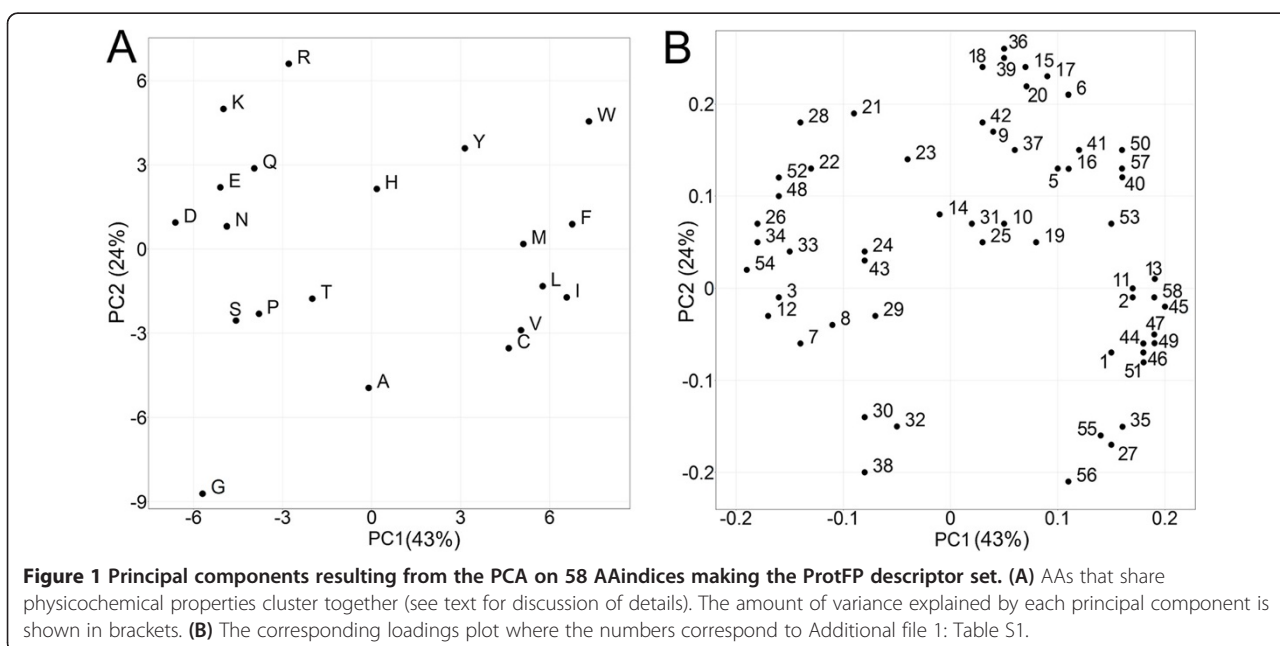 A
R
K
W
Y
Q
E
H
D
N
F
M
L
I
T
P
S
V
C
A
G
6
3
0
-3
-6
-9
-6 -3 0 3 6
PC2 (24%)
PC1(43%)
B
36
18 39 15 17
20 6
28 21 42 9
37 41 50
23 5 16 57
52 22 40
48
14 31 10 53
26
34 33 24 25 19
54 43
3 11 13
12 2 58
8 29 45
7 47
44 49
1 46
51
30
32 55 35
27
38 56
0.2
0.1
0
-0.1
-0.2
-0.2 -0.1 0 0.1 0.2
PC2 (24%)
PC1 (43%)
Figure 1 Principal components resulting from the PCA on 58 AAindices making the ProtFP descriptor set. (A) AAs that share
physicochemical properties cluster together (see text for discussion of details). The amount of variance explained by each principal component is
shown in brackets. (B) The corresponding loadings plot where the numbers correspond to Additional file 1: Table S1.